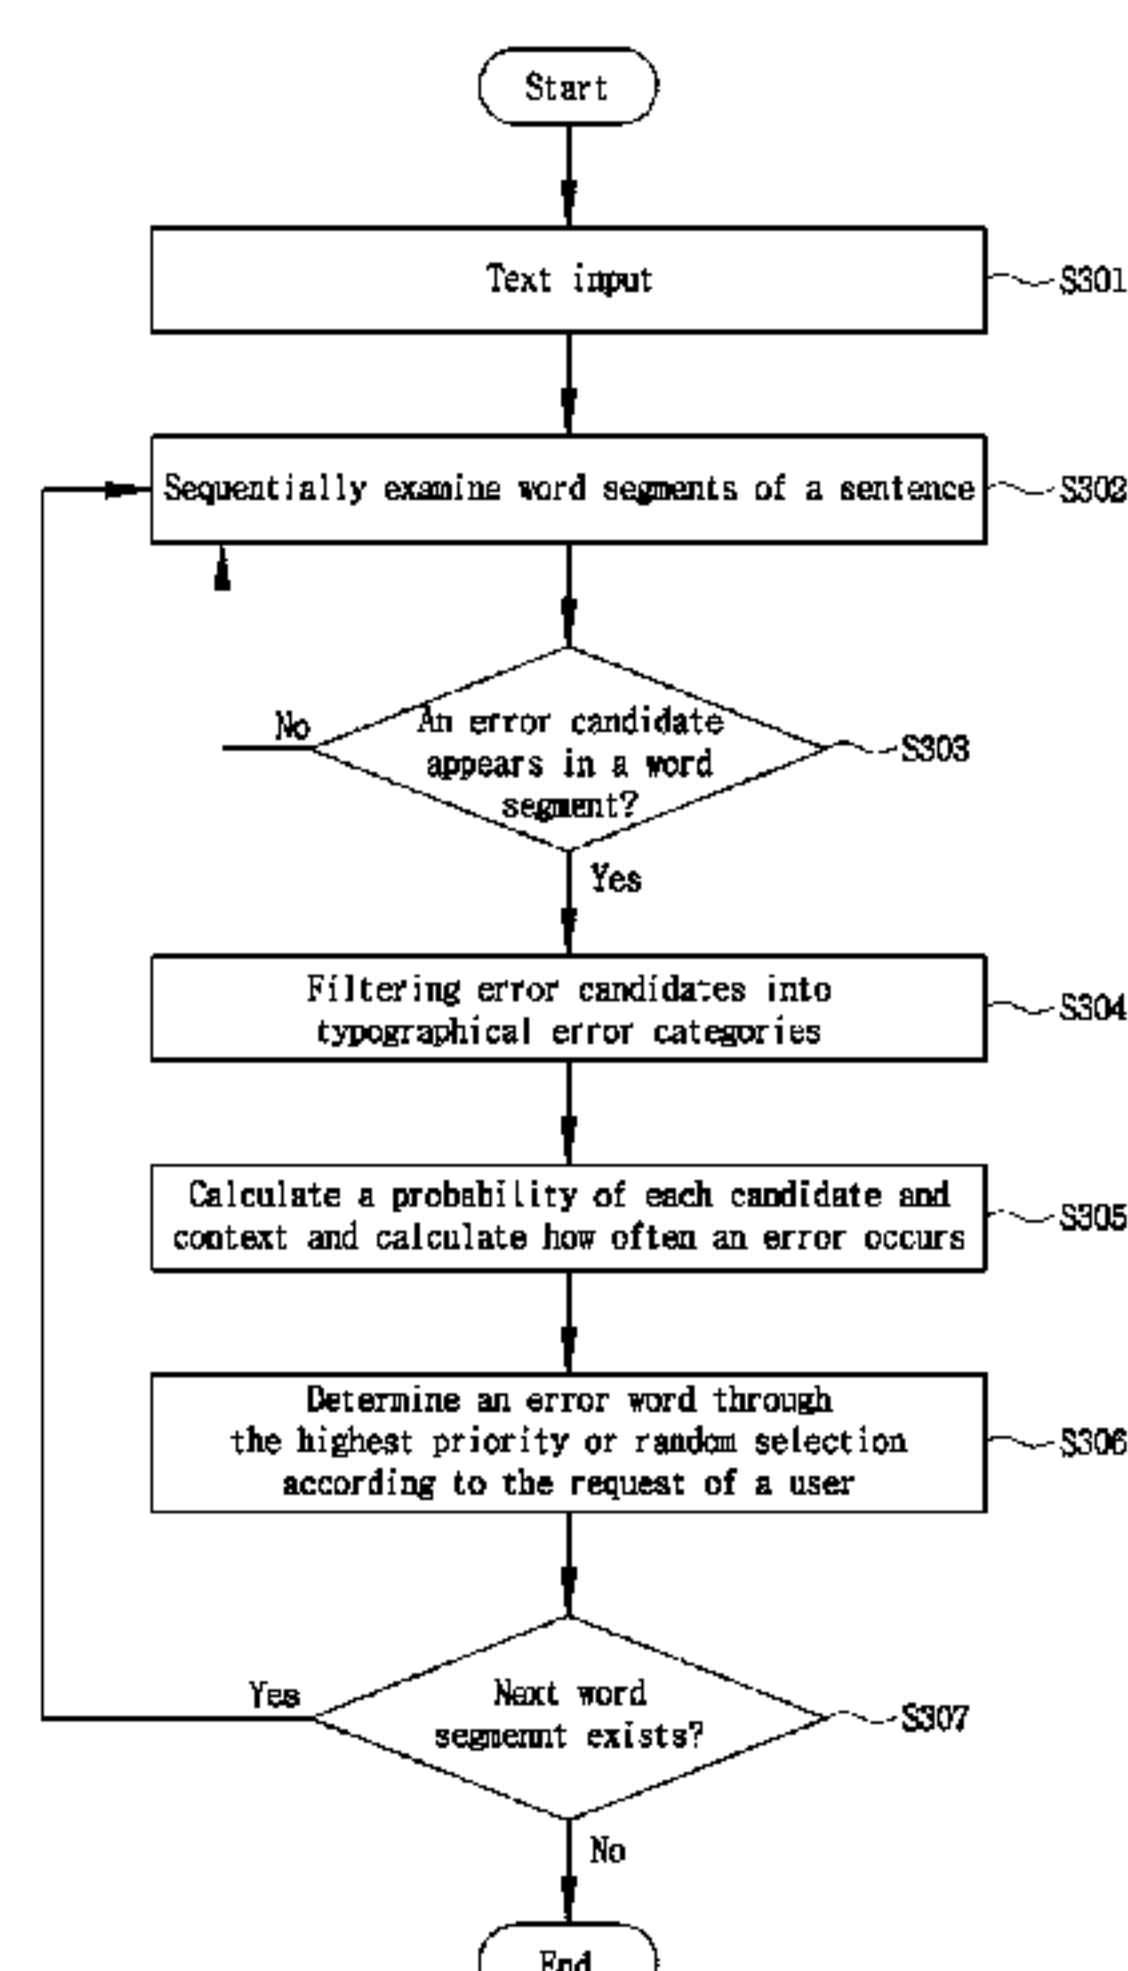 Start
Text input
S301
Sequentially examine word segments of a sentence
S302
No
An error candidate
appears in a word
segment?
S303
Yes
Filtering error candidates into
typographical error categories
S304
Calculate a probability of each candidate and
context and calculate how often an error occurs
S305
Determine an error word through
the highest priority or random selection
according to the request of a user
S306
Yes
Next word
segmennt exists?
S307
No
End